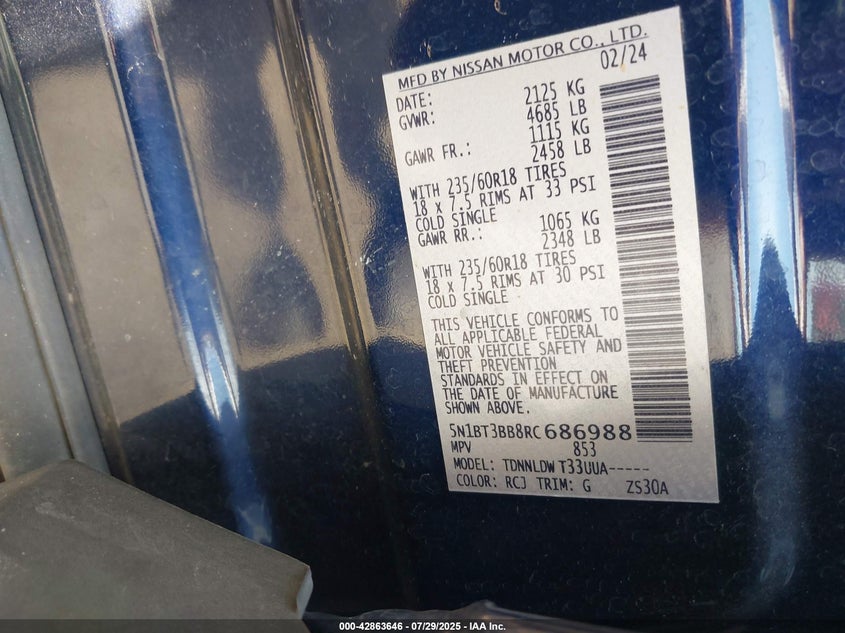 MFD BY NISSAN MOTOR CO., LTD.
DATE: 02/24
GVWR: 2125 KG
4685 LB
GAWR FR.: 1115 KG
2458 LB
WITH 235/60R18 TIRES
18 x 7.5 RIMS AT 33 PSI
COLD SINGLE
GAWR RR.: 1065 KG
2348 LB
WITH 235/60R18 TIRES
18 x 7.5 RIMS AT 30 PSI
COLD SINGLE
THIS VEHICLE CONFORMS TO
ALL APPLICABLE FEDERAL
MOTOR VEHICLE SAFETY AND
THEFT PREVENTION
STANDARDS IN EFFECT ON
THE DATE OF MANUFACTURE
SHOWN ABOVE.
5N1BT3BB8RC686988
MPV 853
MODEL: TDNNLDW T33UUA-----
COLOR: RCJ TRIM: G ZS30A
000-42863646 - 07/29/2025 - IAA Inc.